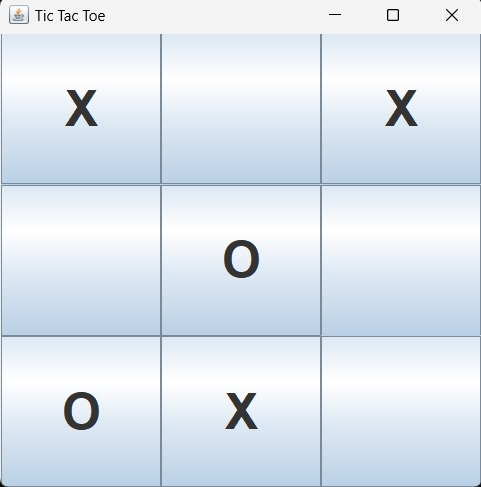 Tic Tac Toe
X X
O
O X